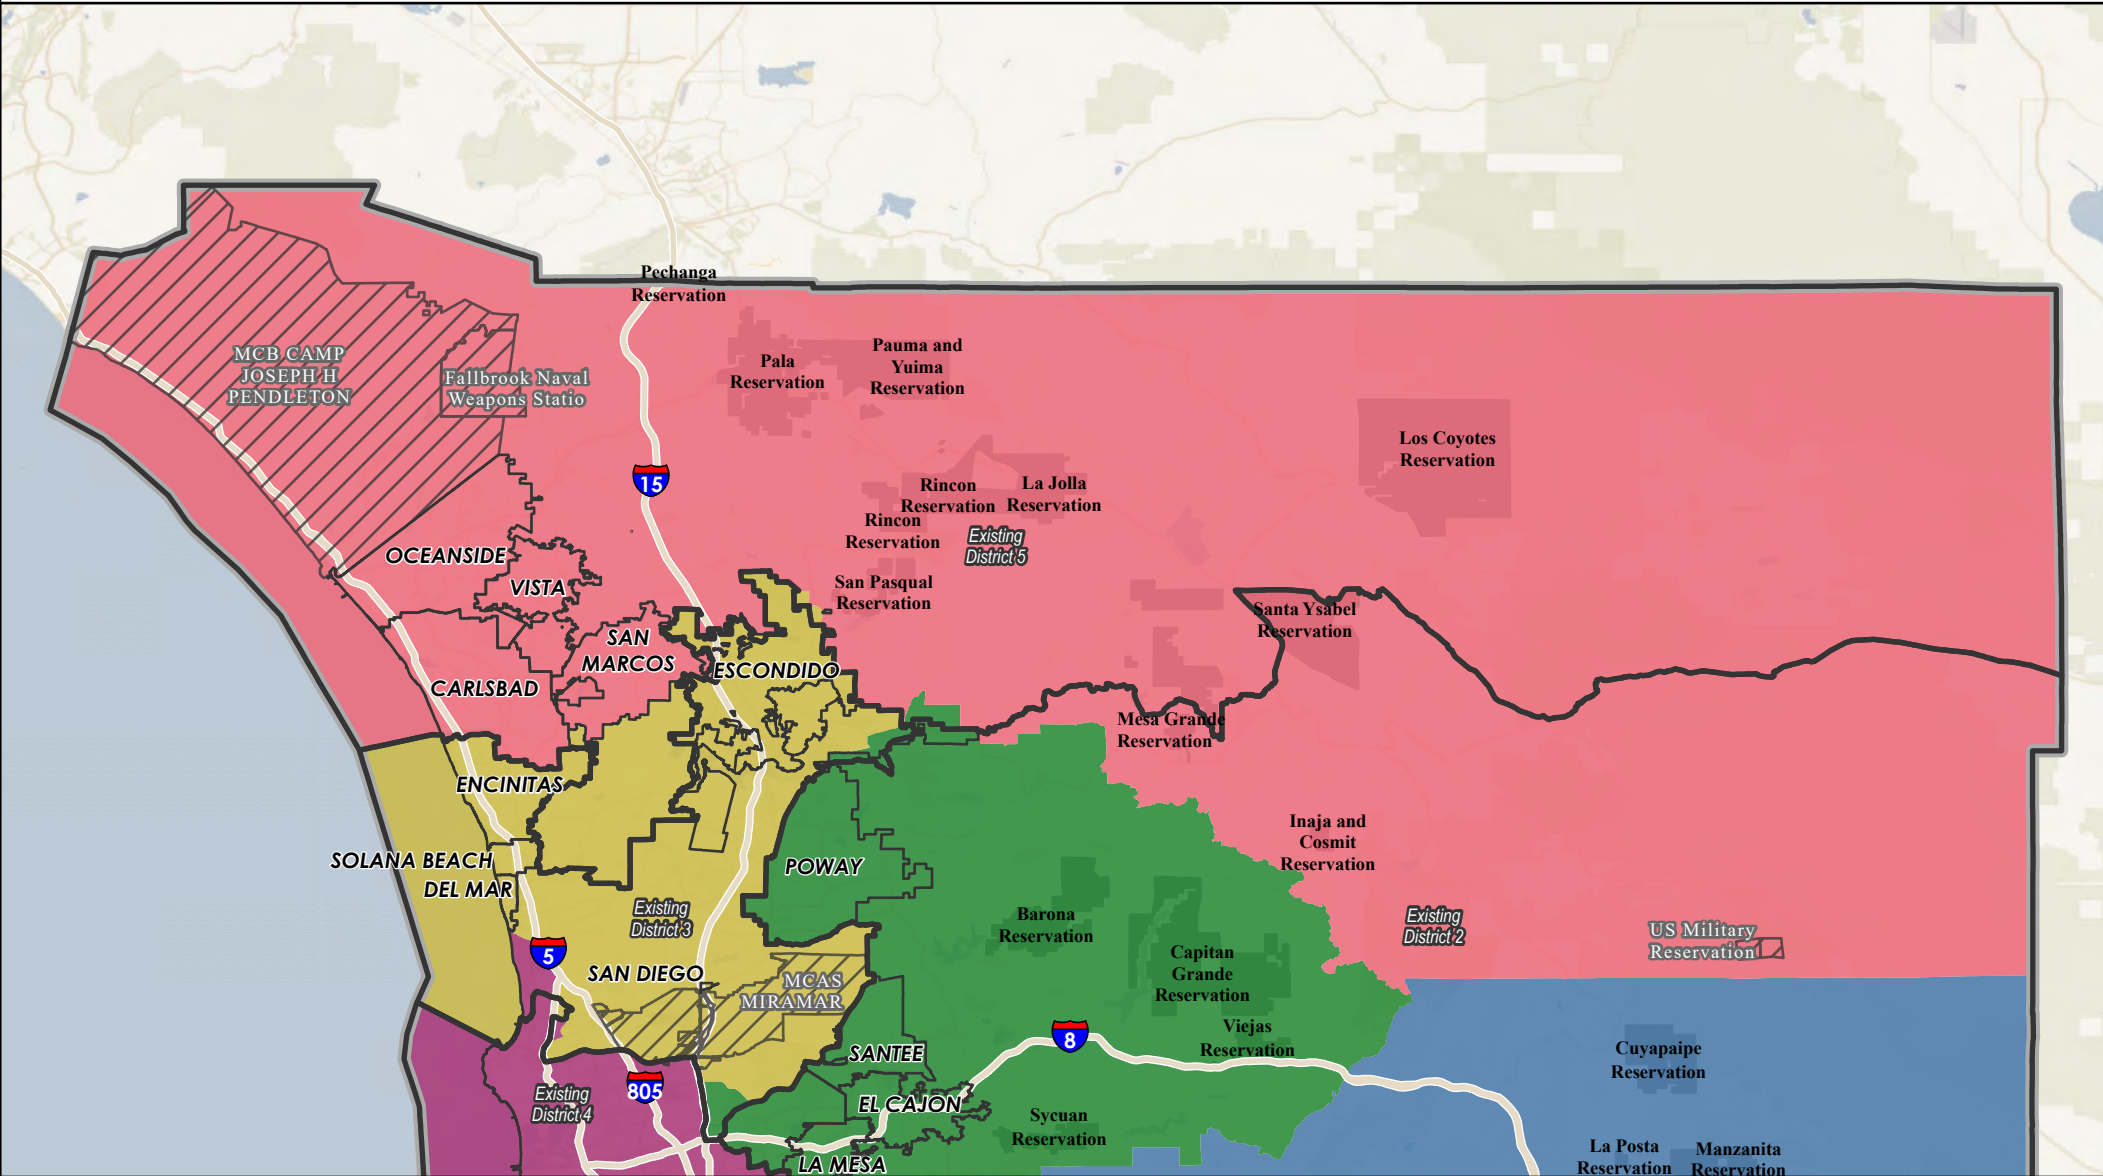 Pechanga
Reservation
MCB CAMP
JOSEPH H
PENDLETON
Fallbrook Naval
Weapons Statio
Pala
Reservation
Pauma and
Yuima
Reservation
Los Coyotes
Reservation
15
Rincon
Reservation
La Jolla
Reservation
Rincon
Reservation
Existing
District 5
OCEANSIDE
VISTA
San Pasqual
Reservation
Santa Ysabel
Reservation
SAN
MARCOS
ESCONDIDO
CARLSBAD
Mesa Grande
Reservation
ENCINITAS
Inaja and
Cosmit
Reservation
SOLANA BEACH
DEL MAR
POWAY
Existing
District 3
Barona
Reservation
Existing
District 2
US Military
Reservation
5
SAN DIEGO
MCAS
MIRAMAR
Capitan
Grande
Reservation
Viejas
Reservation
8
SANTEE
Cuyapaipe
Reservation
805
Existing
District 4
EL CAJON
Sycuan
Reservation
LA MESA
La Posta
Reservation
Manzanita
Reservation